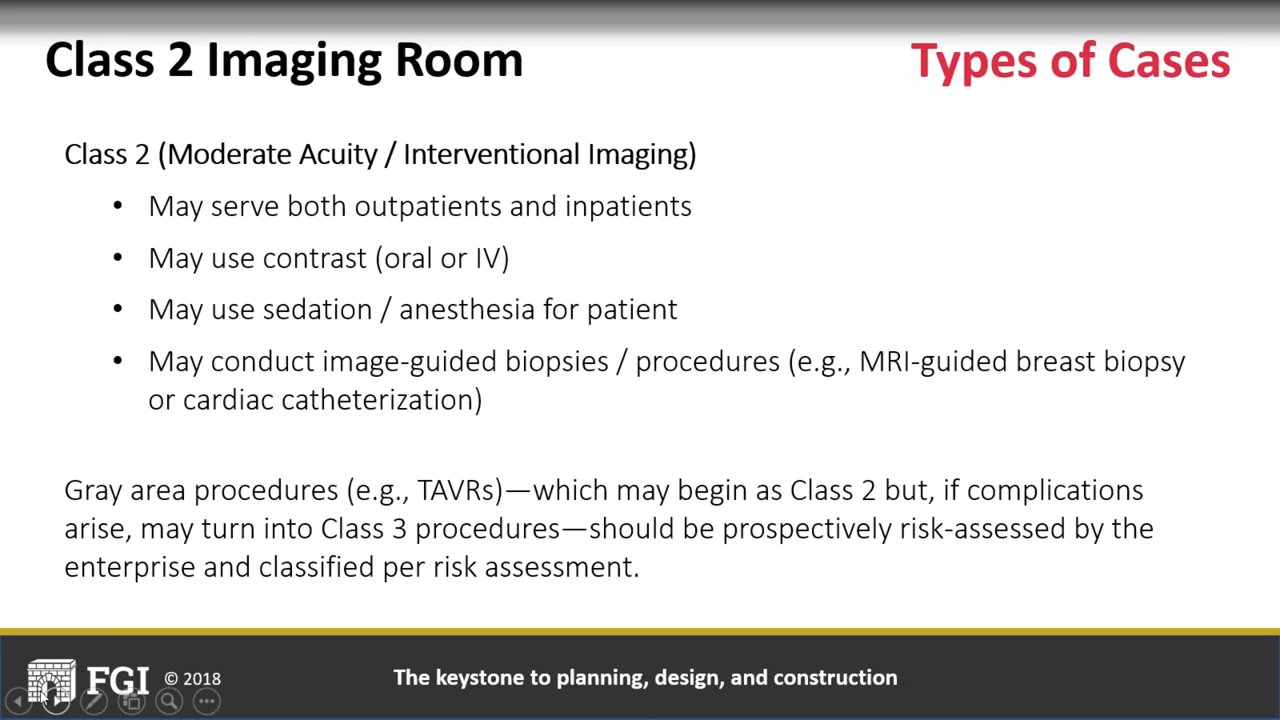 Class 2 Imaging Room
Types of Cases
Class 2 (Moderate Acuity / Interventional Imaging)
• May serve both outpatients and inpatients
• May use contrast (oral or IV)
• May use sedation / anesthesia for patient
• May conduct image-guided biopsies / procedures (e.g., MRI-guided breast biopsy
or cardiac catheterization)
Gray area procedures (e.g., TAVRs)—which may begin as Class 2 but, if complications
arise, may turn into Class 3 procedures—should be prospectively risk-assessed by the
enterprise and classified per risk assessment.
FGI © 2018
The keystone to planning, design, and construction